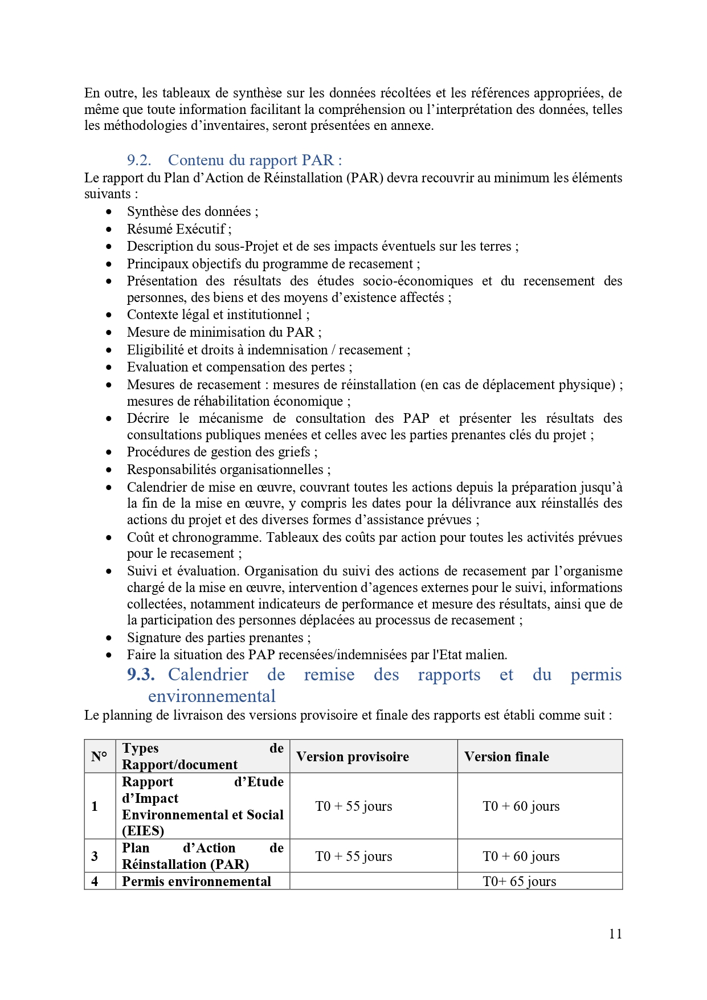 En outre, les tableaux de synthèse sur les données récoltées et les références appropriées, de
même que toute information facilitant la compréhension ou l’interprétation des données, telles
les méthodologies d’inventaires, seront présentées en annexe.
9.2. Contenu du rapport PAR :
Le rapport du Plan d’Action de Réinstallation (PAR) devra recouvrir au minimum les éléments
suivants :
• Synthèse des données ;
• Résumé Exécutif ;
• Description du sous-Projet et de ses impacts éventuels sur les terres ;
• Principaux objectifs du programme de recasement ;
• Présentation des résultats des études socio-économiques et du recensement des
personnes, des biens et des moyens d’existence affectés ;
• Contexte légal et institutionnel ;
• Mesure de minimisation du PAR ;
• Eligibilité et droits à indemnisation / recasement ;
• Evaluation et compensation des pertes ;
• Mesures de recasement : mesures de réinstallation (en cas de déplacement physique) ;
mesures de réhabilitation économique ;
• Décrire le mécanisme de consultation des PAP et présenter les résultats des
consultations publiques menées et celles avec les parties prenantes clés du projet ;
• Procédures de gestion des griefs ;
• Responsabilités organisationnelles ;
• Calendrier de mise en œuvre, couvrant toutes les actions depuis la préparation jusqu’à
la fin de la mise en œuvre, y compris les dates pour la délivrance aux réinstallés des
actions du projet et des diverses formes d’assistance prévues ;
• Coût et chronogramme. Tableaux des coûts par action pour toutes les activités prévues
pour le recasement ;
• Suivi et évaluation. Organisation du suivi des actions de recasement par l’organisme
chargé de la mise en œuvre, intervention d’agences externes pour le suivi, informations
collectées, notamment indicateurs de performance et mesure des résultats, ainsi que de
la participation des personnes déplacées au processus de recasement ;
• Signature des parties prenantes ;
• Faire la situation des PAP recensées/indemnisées par l'Etat malien.
9.3. Calendrier de remise des rapports et du permis
environnemental
Le planning de livraison des versions provisoire et finale des rapports est établi comme suit :
N°
Types de
Rapport/document
Version provisoire
Version finale
1
Rapport d’Etude
d’Impact
Environnemental et Social
(EIES)
T0 + 55 jours
T0 + 60 jours
3
Plan d’Action de
Réinstallation (PAR)
T0 + 55 jours
T0 + 60 jours
4
Permis environnemental
T0+ 65 jours
11